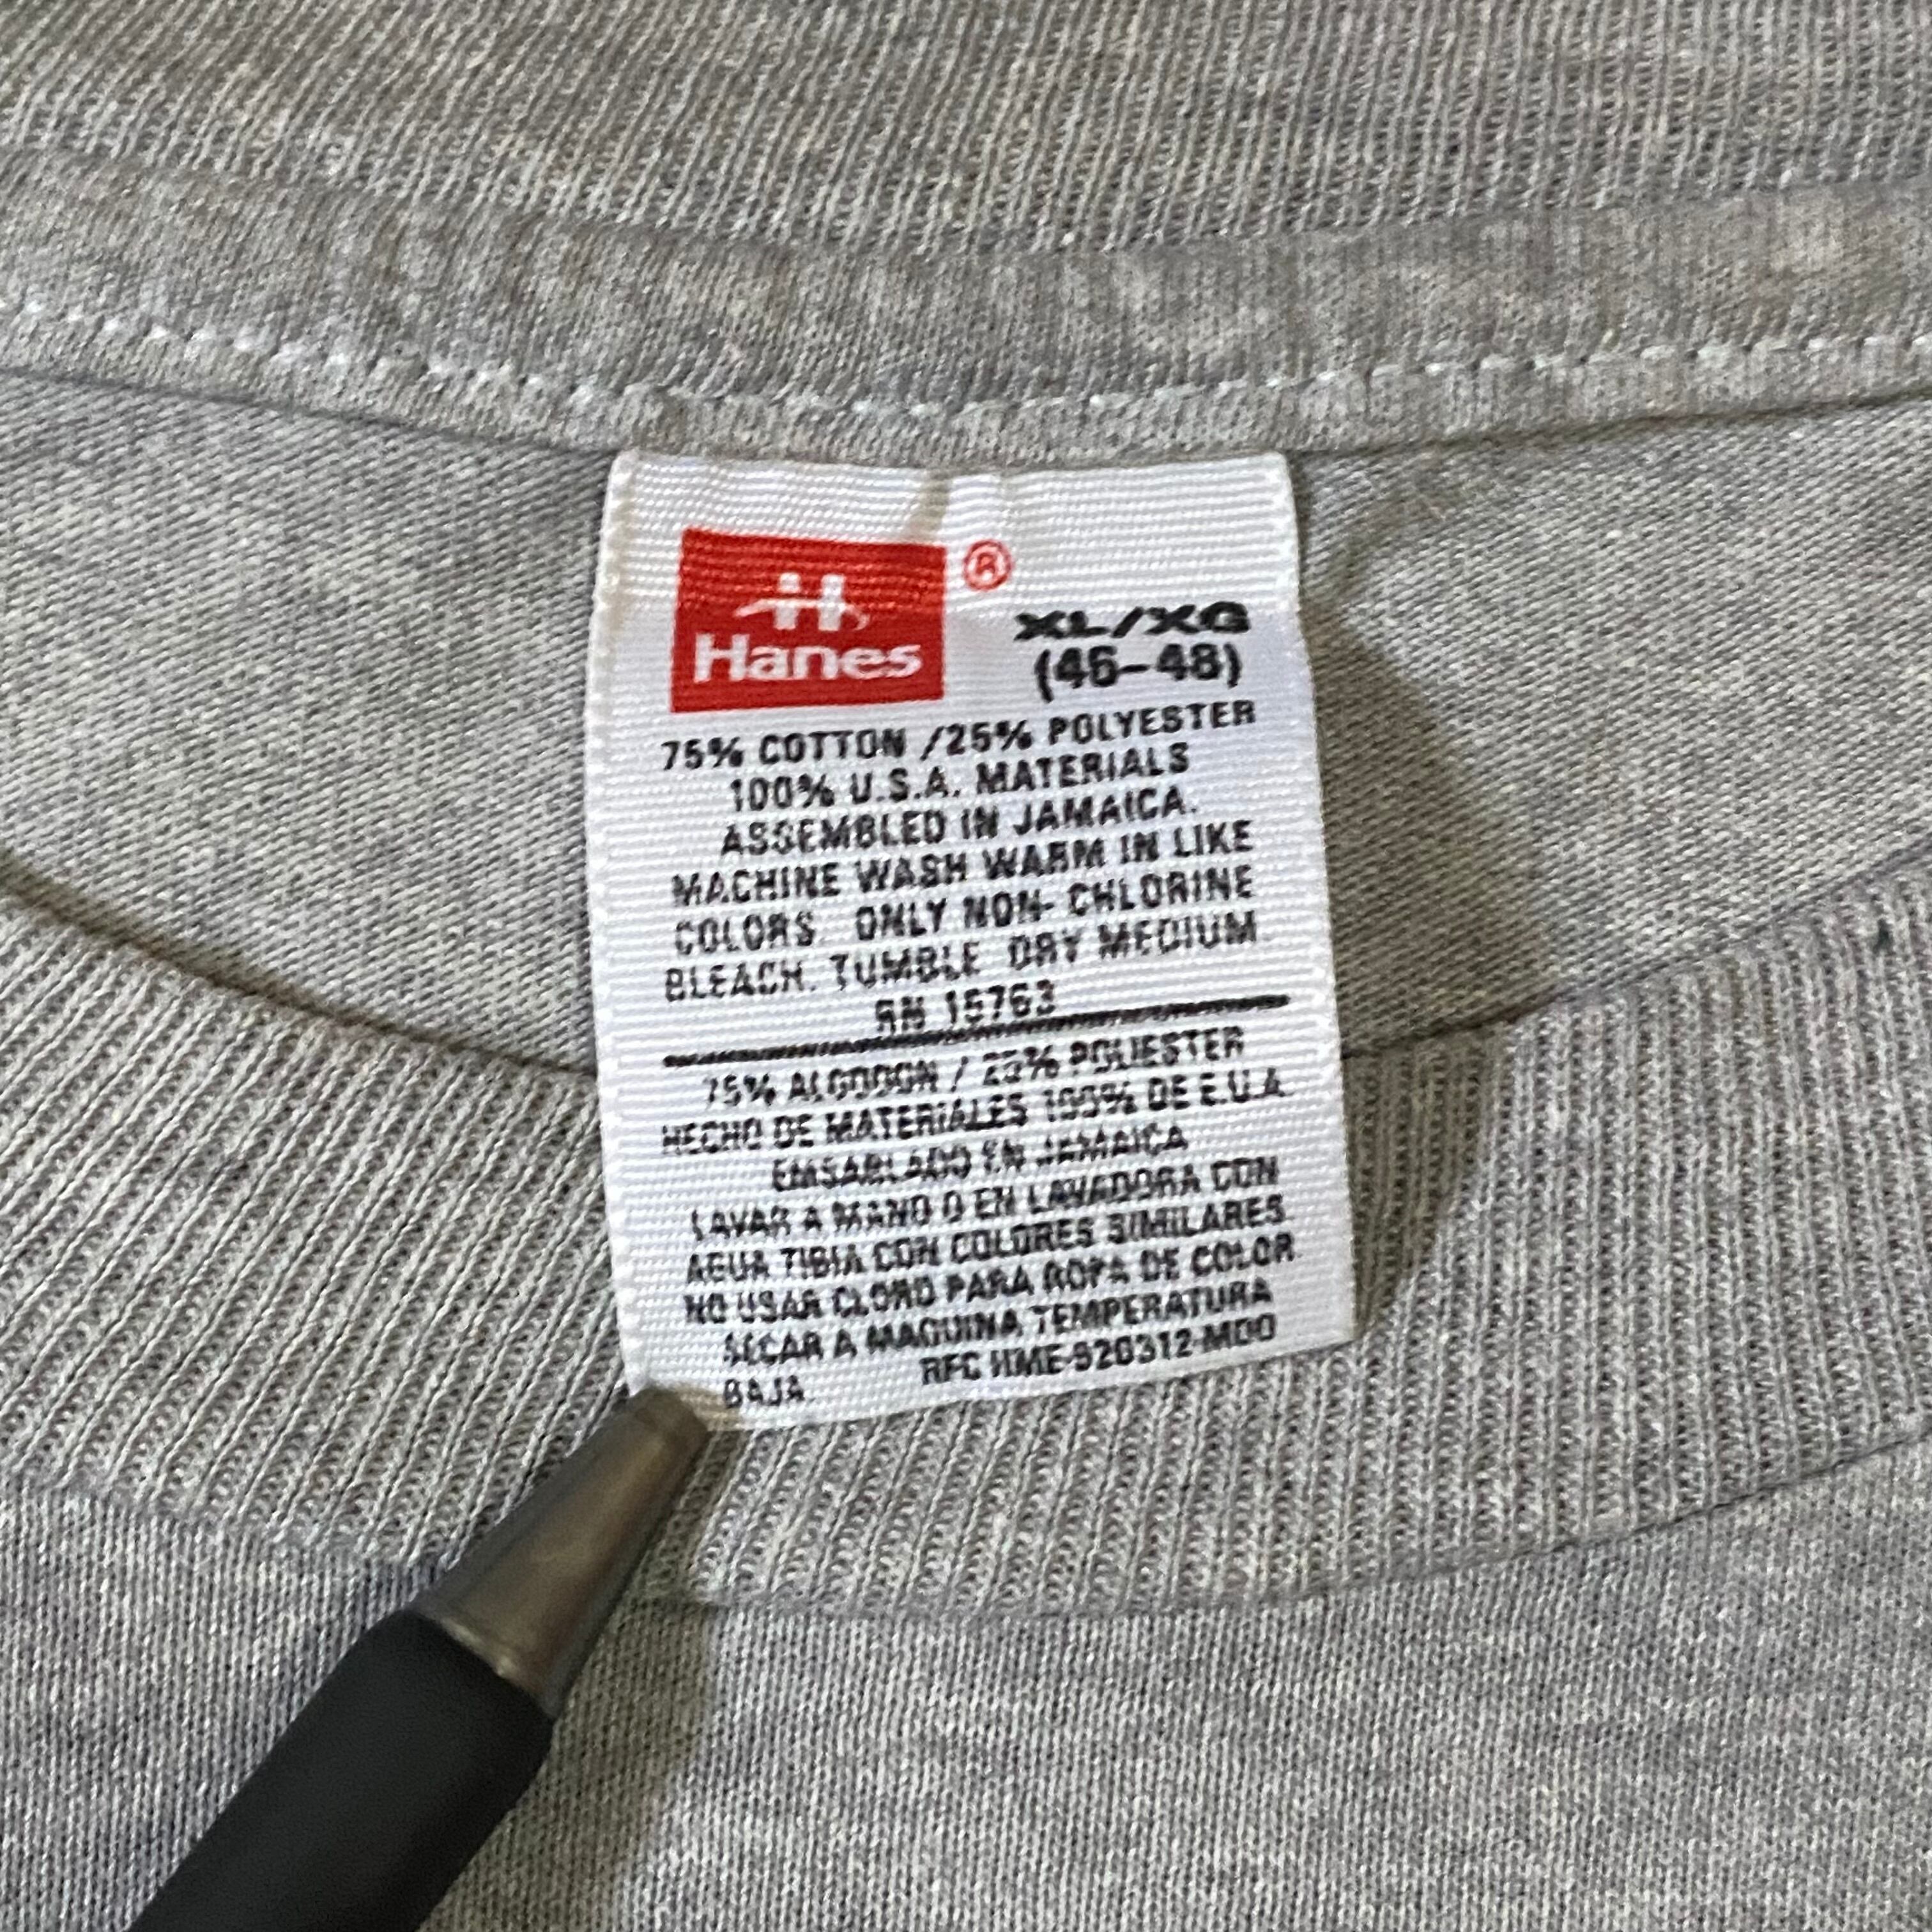 H
Hanes ®
XL/XG
(46-48)
75% COTTON /25% POLYESTER
100% U.S.A. MATERIALS
ASSEMBLED IN JAMAICA.
MACHINE WASH WARM IN LIKE
COLORS. ONLY NON- CHLORINE
BLEACH. TUMBLE DRY MEDIUM
RN 15763
75% ALGODON / 25% POLIESTER
HECHO DE MATERIALES 100% DE E.U.A
EMSABLADO EN JAMAICA
LAVAR A MANO O EN LAVADORA CON
AGUA TIBIA CON COLORES SIMILARES
NO USAR CLORO PARA ROPA DE COLOR
SECAR A MAQUINA TEMPERATURA
BAJA RFC HME-920312-MD0